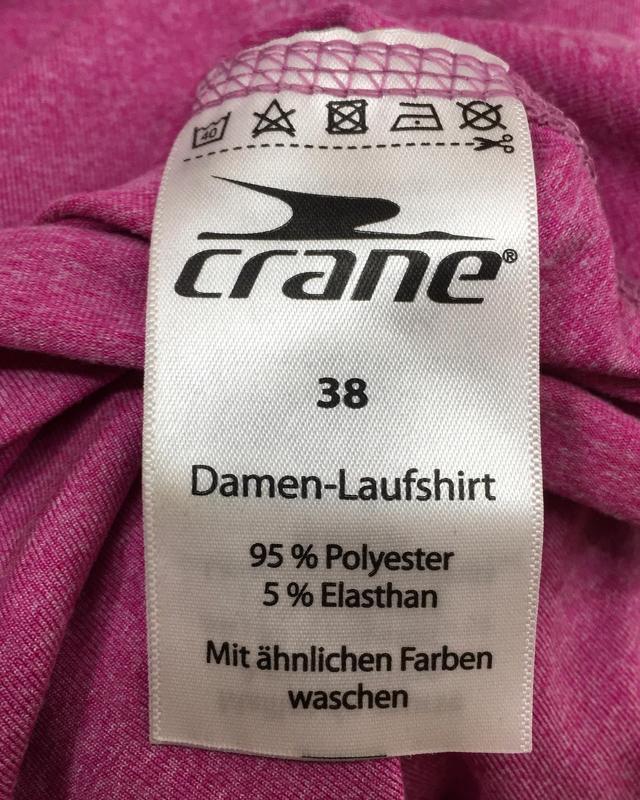 40
crane®
38
Damen-Laufshirt
95 % Polyester
5 % Elasthan
Mit ähnlichen Farben
waschen